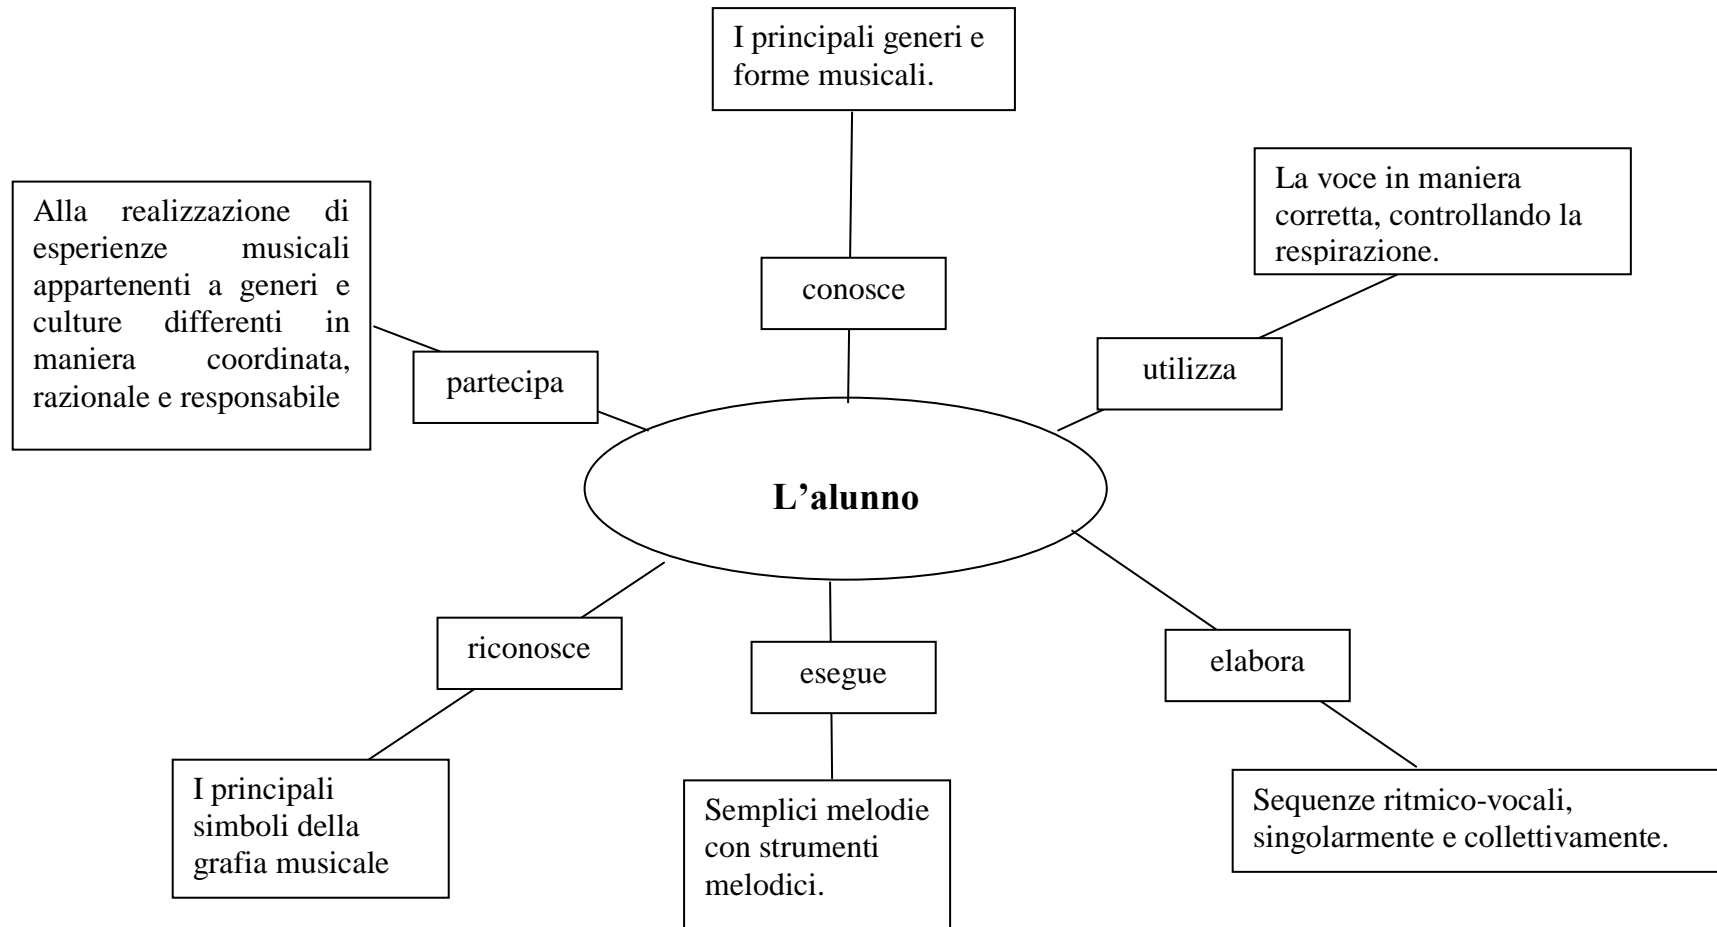 I principali generi e
forme musicali.
La voce in maniera
corretta, controllando la
respirazione.
Alla realizzazione di
esperienze musicali
appartenenti a generi e
culture differenti in
maniera coordinata,
razionale e responsabile
conosce
utilizza
partecipa
L’alunno
riconosce
esegue
elabora
I principali
simboli della
grafia musicale
Semplici melodie
con strumenti
melodici.
Sequenze ritmico-vocali,
singolarmente e collettivamente.